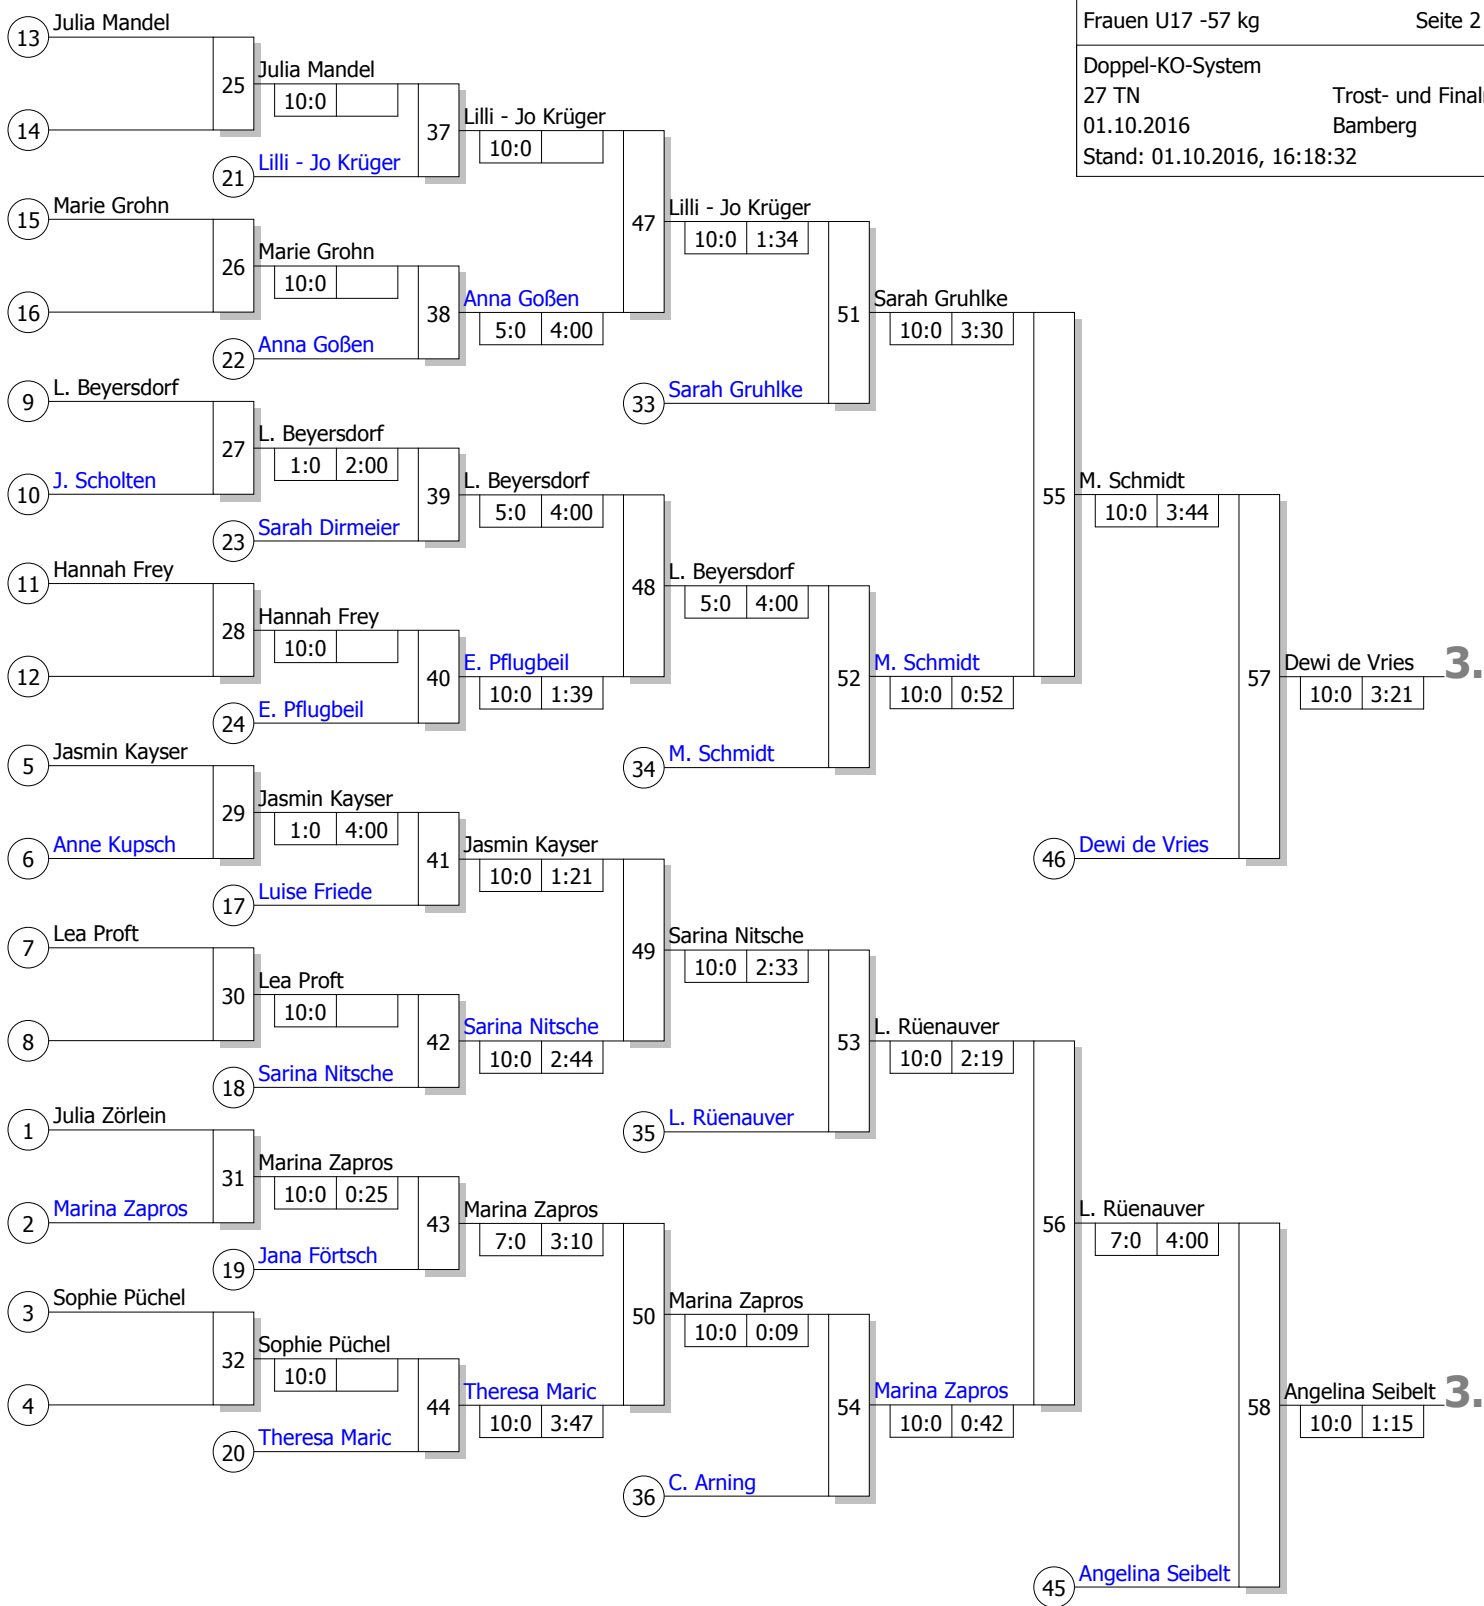 Frauen U17 -57 kg Seite 2
Doppel-KO-System
27 TN Trost- und Final
01.10.2016 Bamberg
Stand: 01.10.2016, 16:18:32
13 Julia Mandel
25 Julia Mandel
10:0
14
37 Lilli - Jo Krüger
10:0
21 Lilli - Jo Krüger
15 Marie Grohn
47 Lilli - Jo Krüger
10:0 1:34
26 Marie Grohn
10:0
16
38 Anna Goßen
5:0 4:00
22 Anna Goßen
51 Sarah Gruhlke
10:0 3:30
9 L. Beyersdorf
33 Sarah Gruhlke
27 L. Beyersdorf
1:0 2:00
10 J. Scholten
39 L. Beyersdorf
5:0 4:00
23 Sarah Dirmeier
55 M. Schmidt
10:0 3:44
11 Hannah Frey
48 L. Beyersdorf
5:0 4:00
28 Hannah Frey
10:0
12
40 E. Pflugbeil
10:0 1:39
24 E. Pflugbeil
52 M. Schmidt
10:0 0:52
34 M. Schmidt
57 Dewi de Vries 3.
10:0 3:21
5 Jasmin Kayser
29 Jasmin Kayser
1:0 4:00
6 Anne Kupsch
41 Jasmin Kayser
10:0 1:21
46 Dewi de Vries
17 Luise Friede
7 Lea Proft
49 Sarina Nitsche
10:0 2:33
30 Lea Proft
10:0
8
42 Sarina Nitsche
10:0 2:44
18 Sarina Nitsche
53 L. Rüenauver
10:0 2:19
1 Julia Zörlein
35 L. Rüenauver
31 Marina Zapros
10:0 0:25
2 Marina Zapros
43 Marina Zapros
7:0 3:10
19 Jana Förtsch
56 L. Rüenauver
7:0 4:00
3 Sophie Püchel
50 Marina Zapros
10:0 0:09
32 Sophie Püchel
10:0
4
44 Theresa Maric
10:0 3:47
20 Theresa Maric
54 Marina Zapros
10:0 0:42
36 C. Arning
58 Angelina Seibelt 3.
10:0 1:15
45 Angelina Seibelt